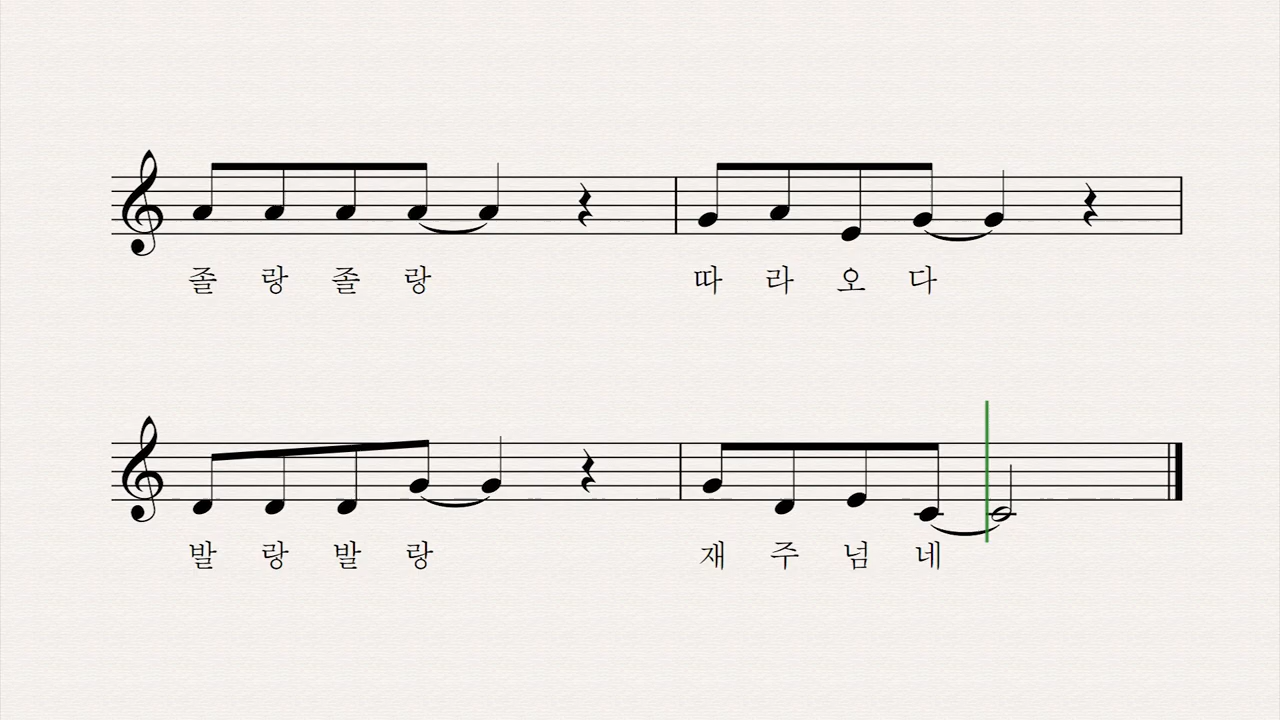 졸 랑 졸 랑 따 라 오 다
발 랑 발 랑 재 주 넘 네